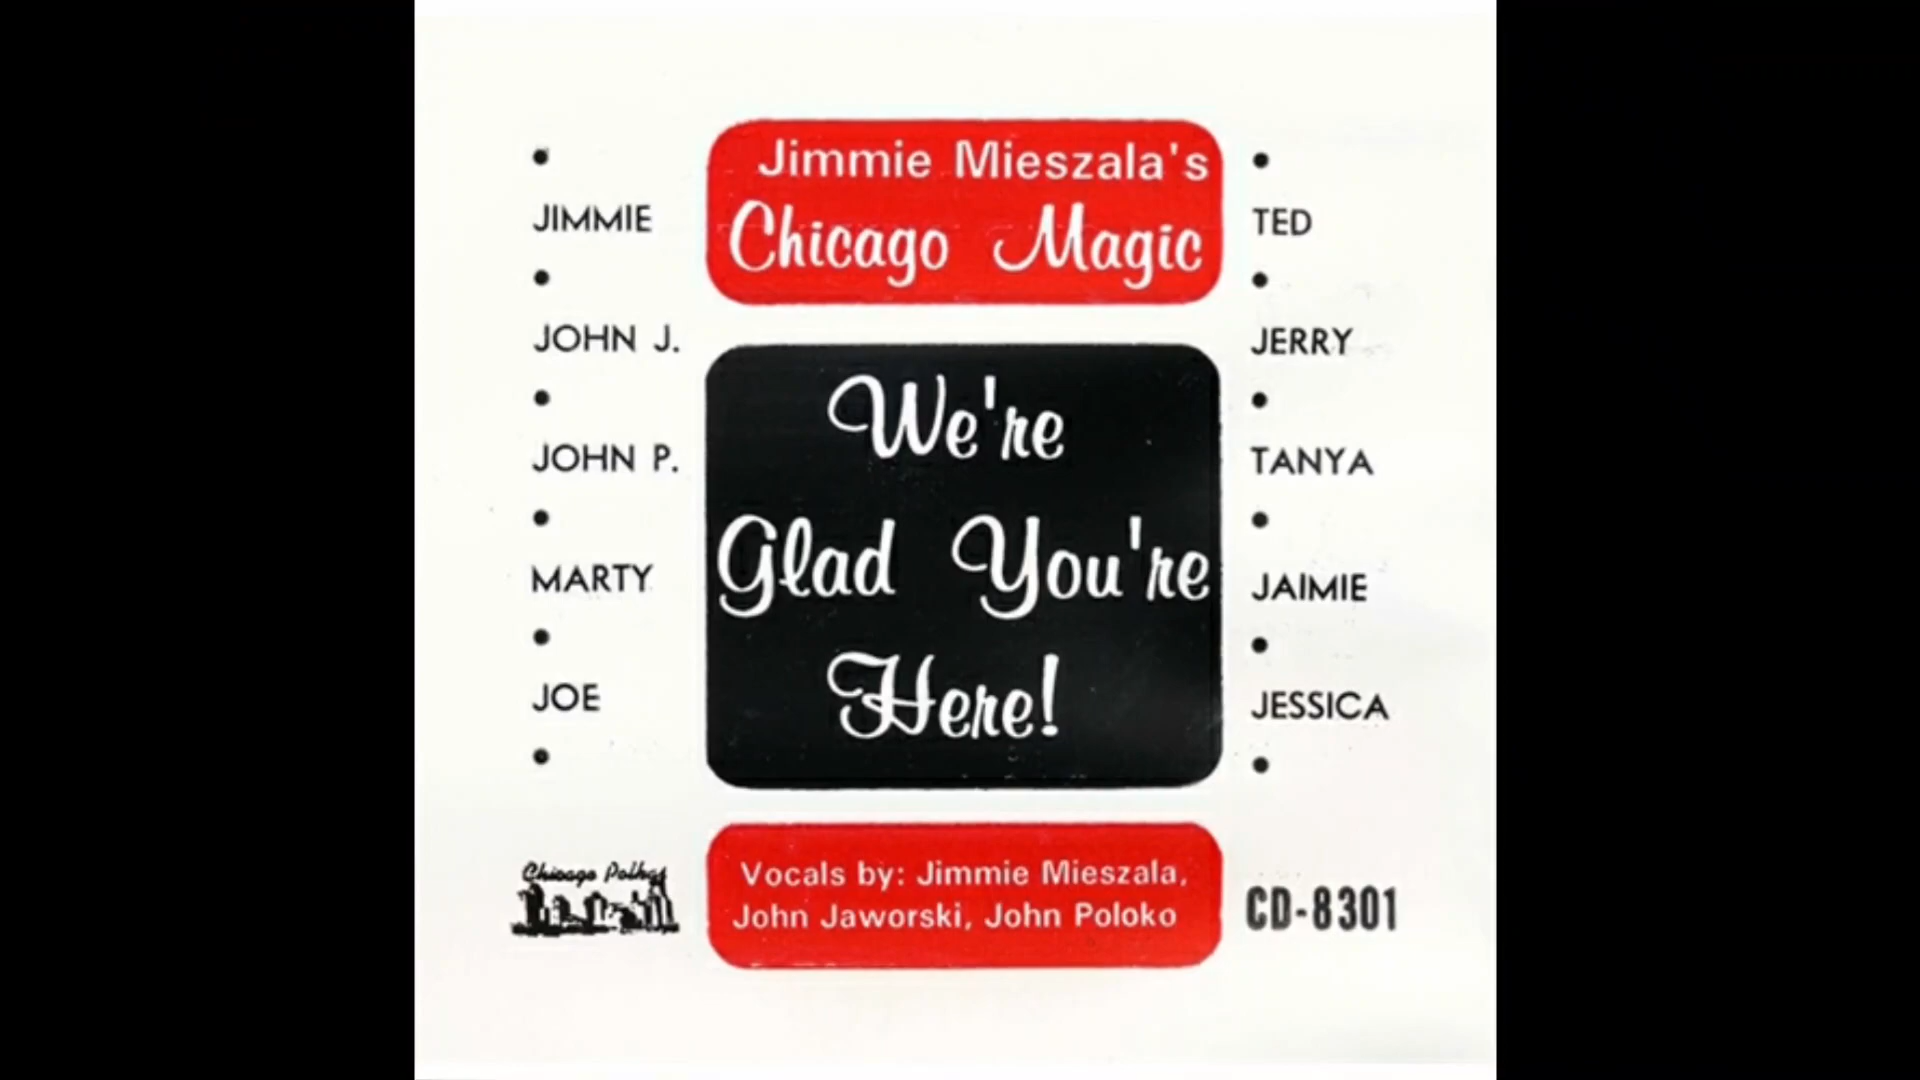 Jimmie Mieszala's
Chicago Magic
JIMMIE
JOHN J.
JOHN P.
MARTY
JOE
We're
Glad You're
Here!
TED
JERRY
TANYA
JAIMIE
JESSICA
Chicago Polkas
Vocals by: Jimmie Mieszala,
John Jaworski, John Poloko
CD-8301